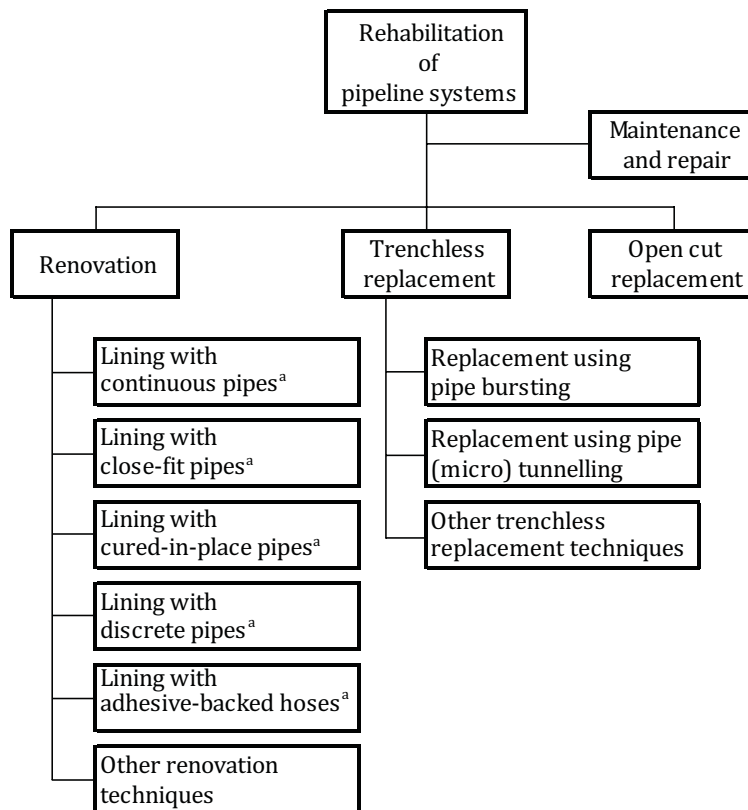 Rehabilitation
of
pipeline systems
Maintenance
and repair
Renovation
Trenchless
replacement
Open cut
replacement
Lining with
continuous pipesᵃ
Lining with
close-fit pipesᵃ
Lining with
cured-in-place pipesᵃ
Lining with
discrete pipesᵃ
Lining with
adhesive-backed hosesᵃ
Other renovation
techniques
Replacement using
pipe bursting
Replacement using pipe
(micro) tunnelling
Other trenchless
replacement techniques